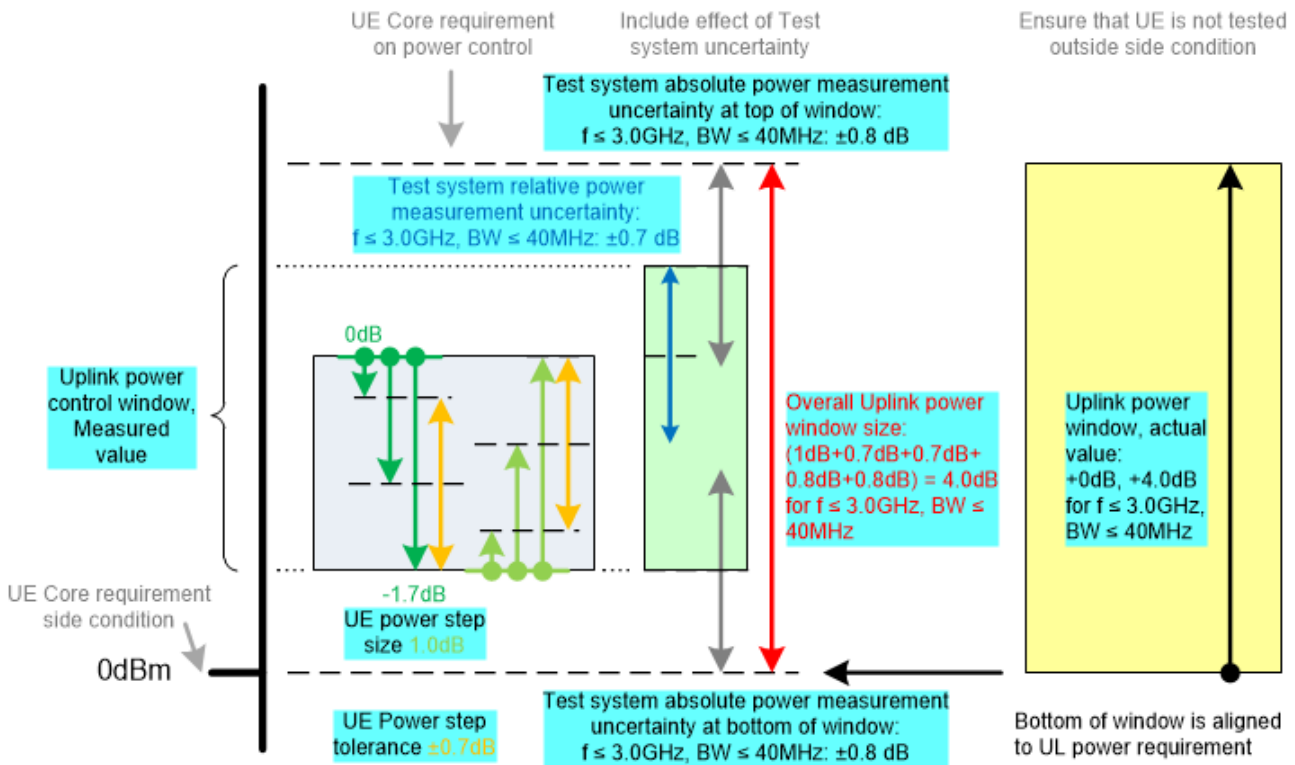 UE Core requirement
on power control
Include effect of Test
system uncertainty
Ensure that UE is not tested
outside side condition
Test system absolute power measurement
uncertainty at top of window:
f ≤ 3.0GHz, BW ≤ 40MHz: ±0.8 dB
Test system relative power
measurement uncertainty:
f ≤ 3.0GHz, BW ≤ 40MHz: ±0.7 dB
0dB
Uplink power
control window,
Measured
value
Overall Uplink power
window size:
(1dB+0.7dB+0.7dB+
0.8dB+0.8dB) = 4.0dB
for f ≤ 3.0GHz, BW ≤
40MHz
Uplink power
window, actual
value:
+0dB, +4.0dB
for f ≤ 3.0GHz,
BW ≤ 40MHz
-1.7dB
UE Core requirement
side condition
UE power step
size 1.0dB
0dBm
UE Power step
tolerance ±0.7dB
Test system absolute power measurement
uncertainty at bottom of window:
f ≤ 3.0GHz, BW ≤ 40MHz: ±0.8 dB
Bottom of window is aligned
to UL power requirement